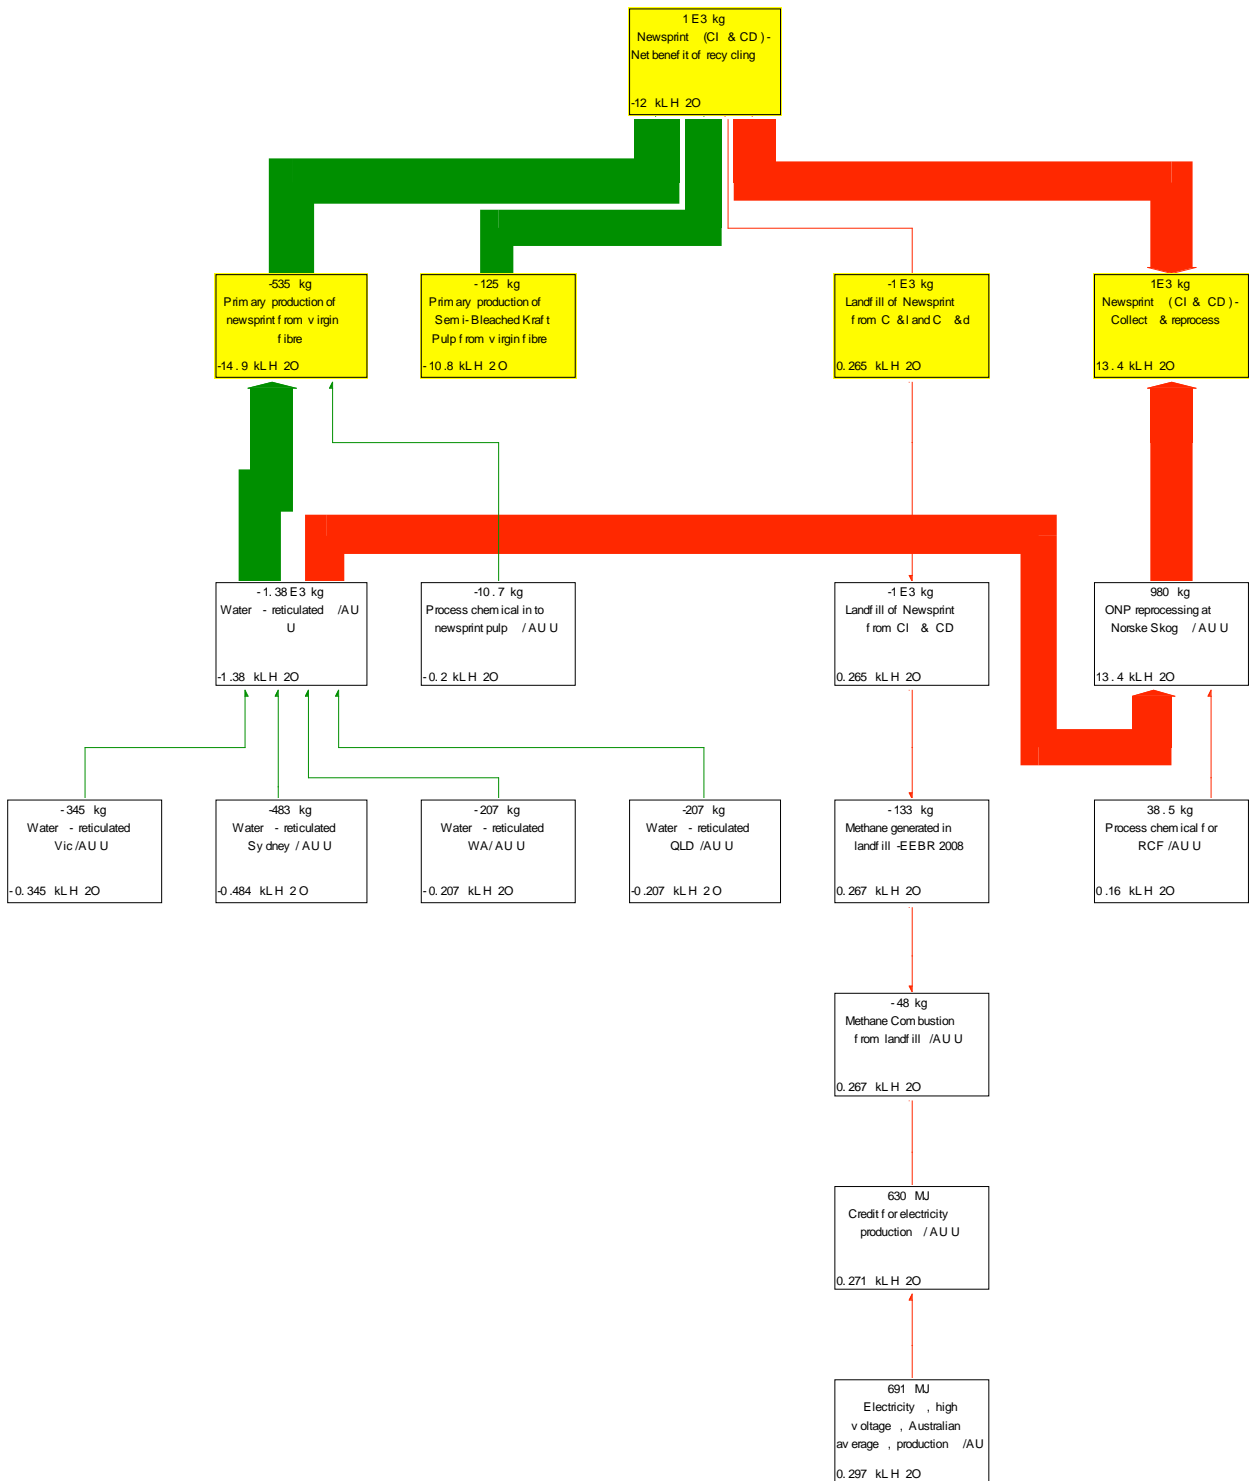 1 E3 kg
Newsprint (CI & CD) -
Net benefit of recycling
-12 kL H2O
-535 kg
Primary production of
newsprint from virgin
fibre
-14.9 kL H2O
-125 kg
Primary production of
Semi-Bleached Kraft
Pulp from virgin fibre
-10.8 kL H2O
-1 E3 kg
Landfill of Newsprint
from C &I and C &d
0.265 kL H2O
1E3 kg
Newsprint (CI & CD) -
Collect & reprocess
13.4 kL H2O
-1.38E3 kg
Water - reticulated /AU
U
-1.38 kL H2O
-10.7 kg
Process chemical in to
newsprint pulp /AU U
-0.2 kL H2O
-1 E3 kg
Landfill of Newsprint
from CI & CD
0.265 kL H2O
980 kg
ONP reprocessing at
Norske Skog /AU U
13.4 kL H2O
-345 kg
Water - reticulated
Vic/AU U
-0.345 kL H2O
-483 kg
Water - reticulated
Sydney /AU U
-0.484 kL H2O
-207 kg
Water - reticulated
WA/AU U
-0.207 kL H2O
-207 kg
Water - reticulated
QLD /AU U
-0.207 kL H2O
-133 kg
Methane generated in
landfill -EEBR 2008
0.267 kL H2O
38.5 kg
Process chemical for
RCF /AU U
0.16 kL H2O
-48 kg
Methane Combustion
from landfill /AU U
0.267 kL H2O
630 MJ
Credit for electricity
production /AU U
0.271 kL H2O
691 MJ
Electricity, high
voltage, Australian
average, production /AU
0.297 kL H2O